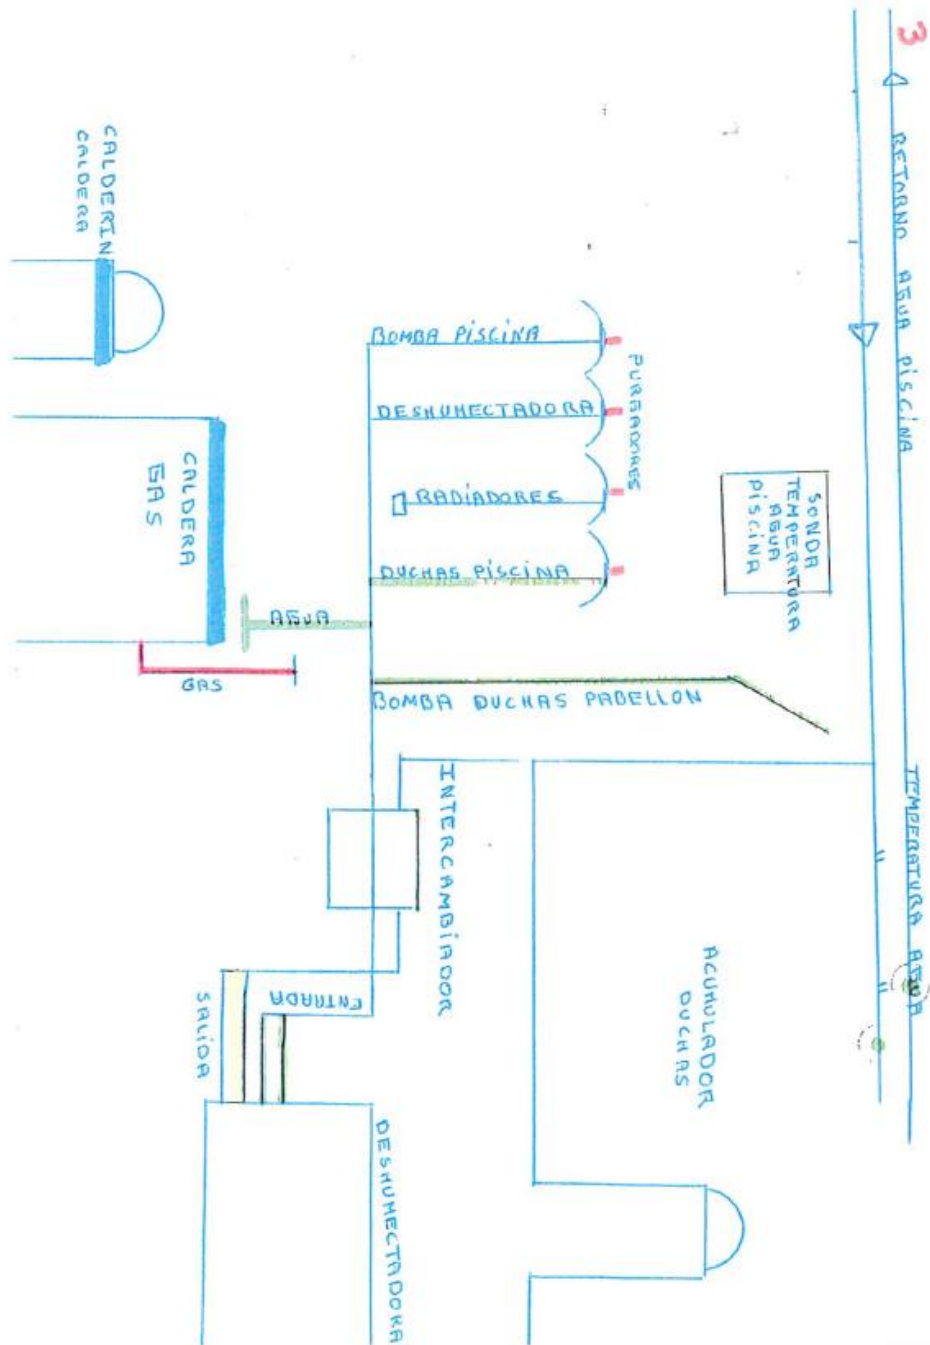 3
RETORNO AGUA PISCINA
CALDERIN
CALDERA
BOMBA PISCINA
DESHUMECTADORA
RADIADORES
DUCHAS PISCINA
PURGADORES
SONDA
TEMPERATURA
AGUA
PISCINA
CALDERA
GAS
AGUA
GAS
BOMBA DUCHAS PABELLON
TEMPERATURA AGUA
INTERCAMBIADOR
ACUMULADOR
DUCHAS
ENTRADA
SALIDA
DESHUMECTADORA